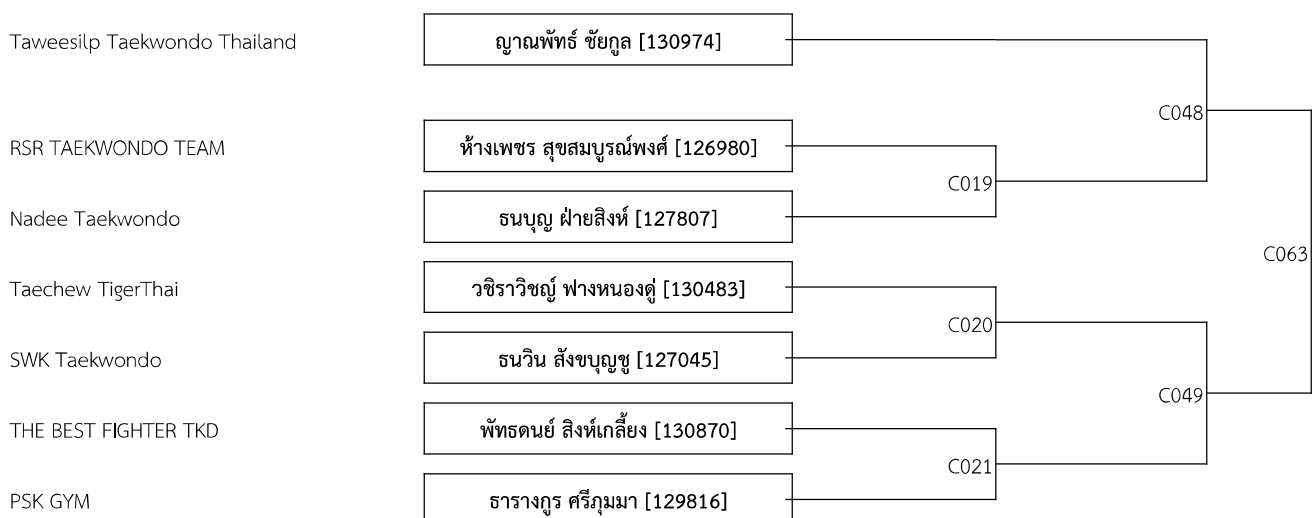 Taweesilp Taekwondo Thailand ญาณพัทธ์ ชัยกูล [130974]
C048
RSR TAEKWONDO TEAM ห้างเพชร สุขสมบูรณ์พงศ์ [126980]
C019
Nadee Taekwondo ธนบุญ ฝ่ายสิงห์ [127807]
C063
Taechew TigerThai วชิราวิชญ์ ฟางหนองดู่ [130483]
C020
SWK Taekwondo ธนวิน สังขบุญชู [127045]
C049
THE BEST FIGHTER TKD พัทธดนย์ สิงห์เกลี้ยง [130870]
C021
PSK GYM ธารางกูร ศรีภุมมา [129816]